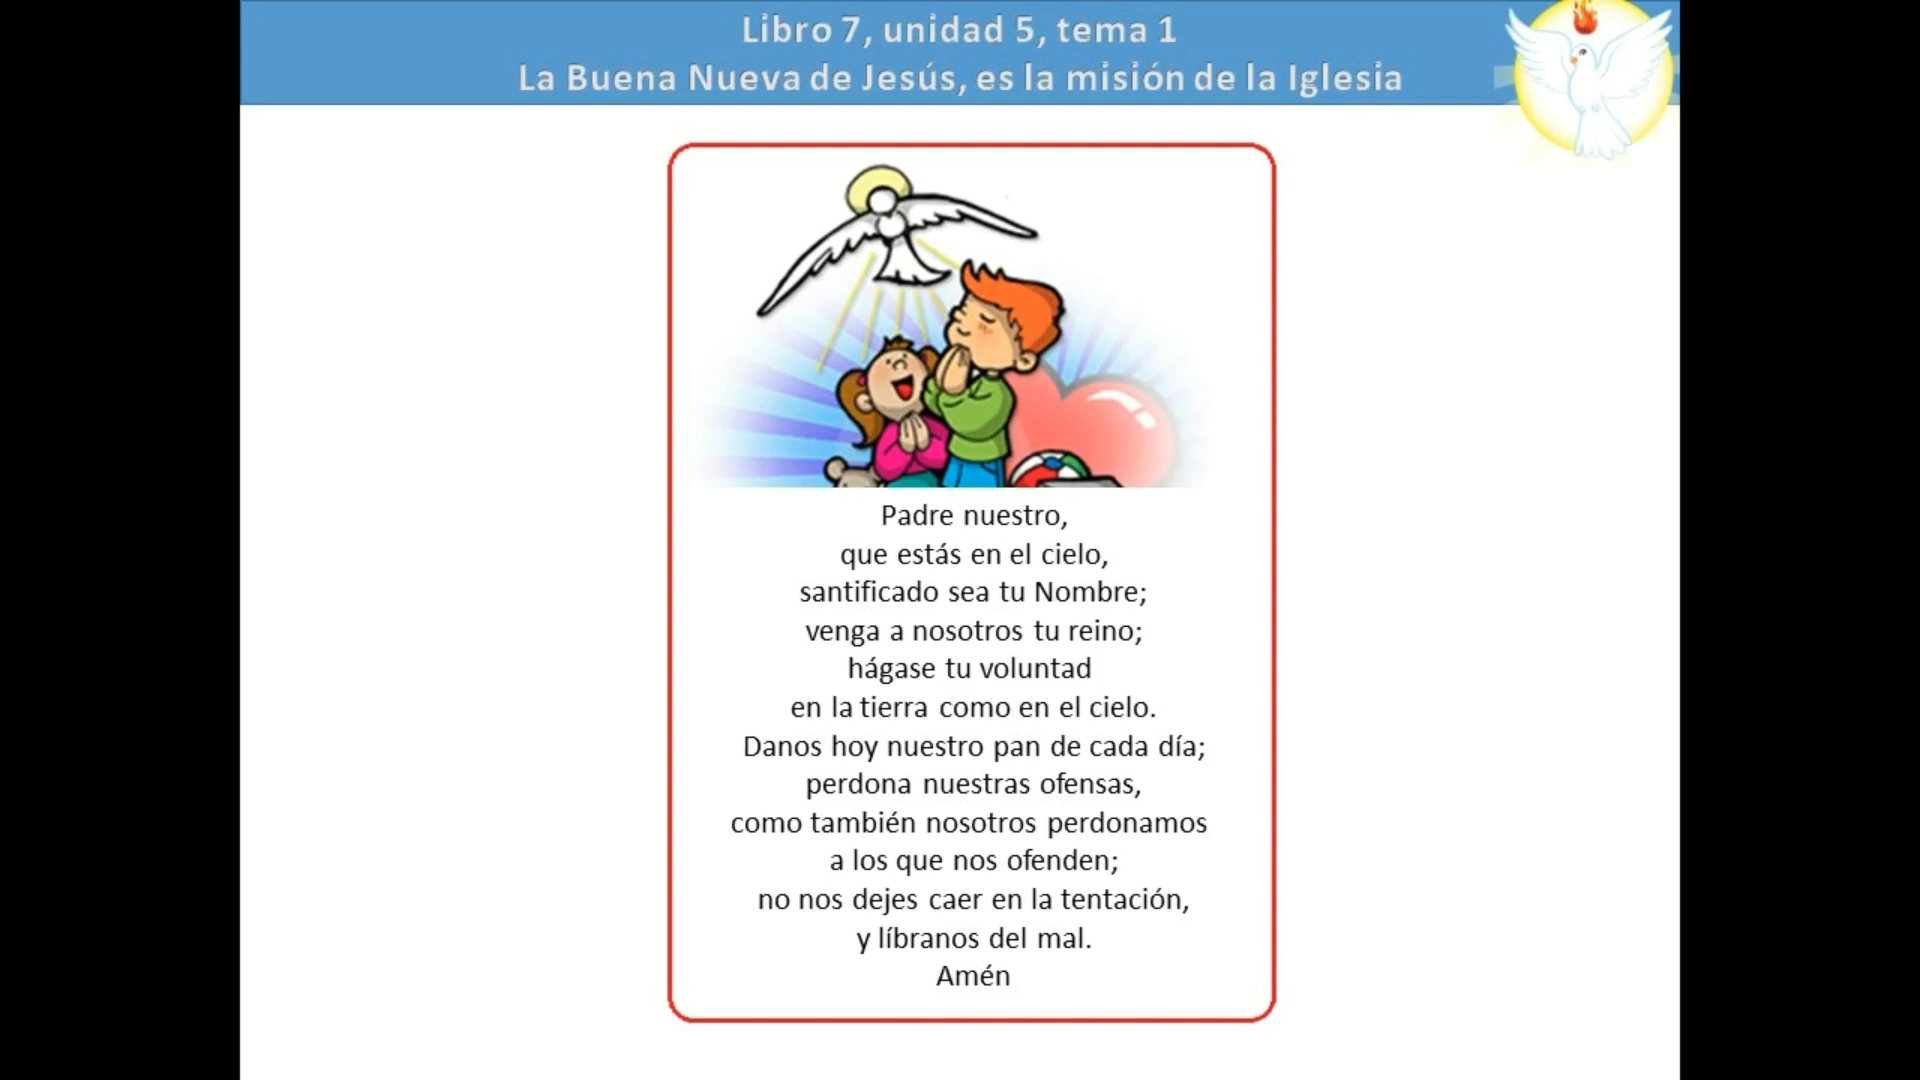 Libro 7, unidad 5, tema 1
La Buena Nueva de Jesús, es la misión de la Iglesia
Padre nuestro,
que estás en el cielo,
santificado sea tu Nombre;
venga a nosotros tu reino;
hágase tu voluntad
en la tierra como en el cielo.
Danos hoy nuestro pan de cada día;
perdona nuestras ofensas,
como también nosotros perdonamos
a los que nos ofenden;
no nos dejes caer en la tentación,
y líbranos del mal.
Amén